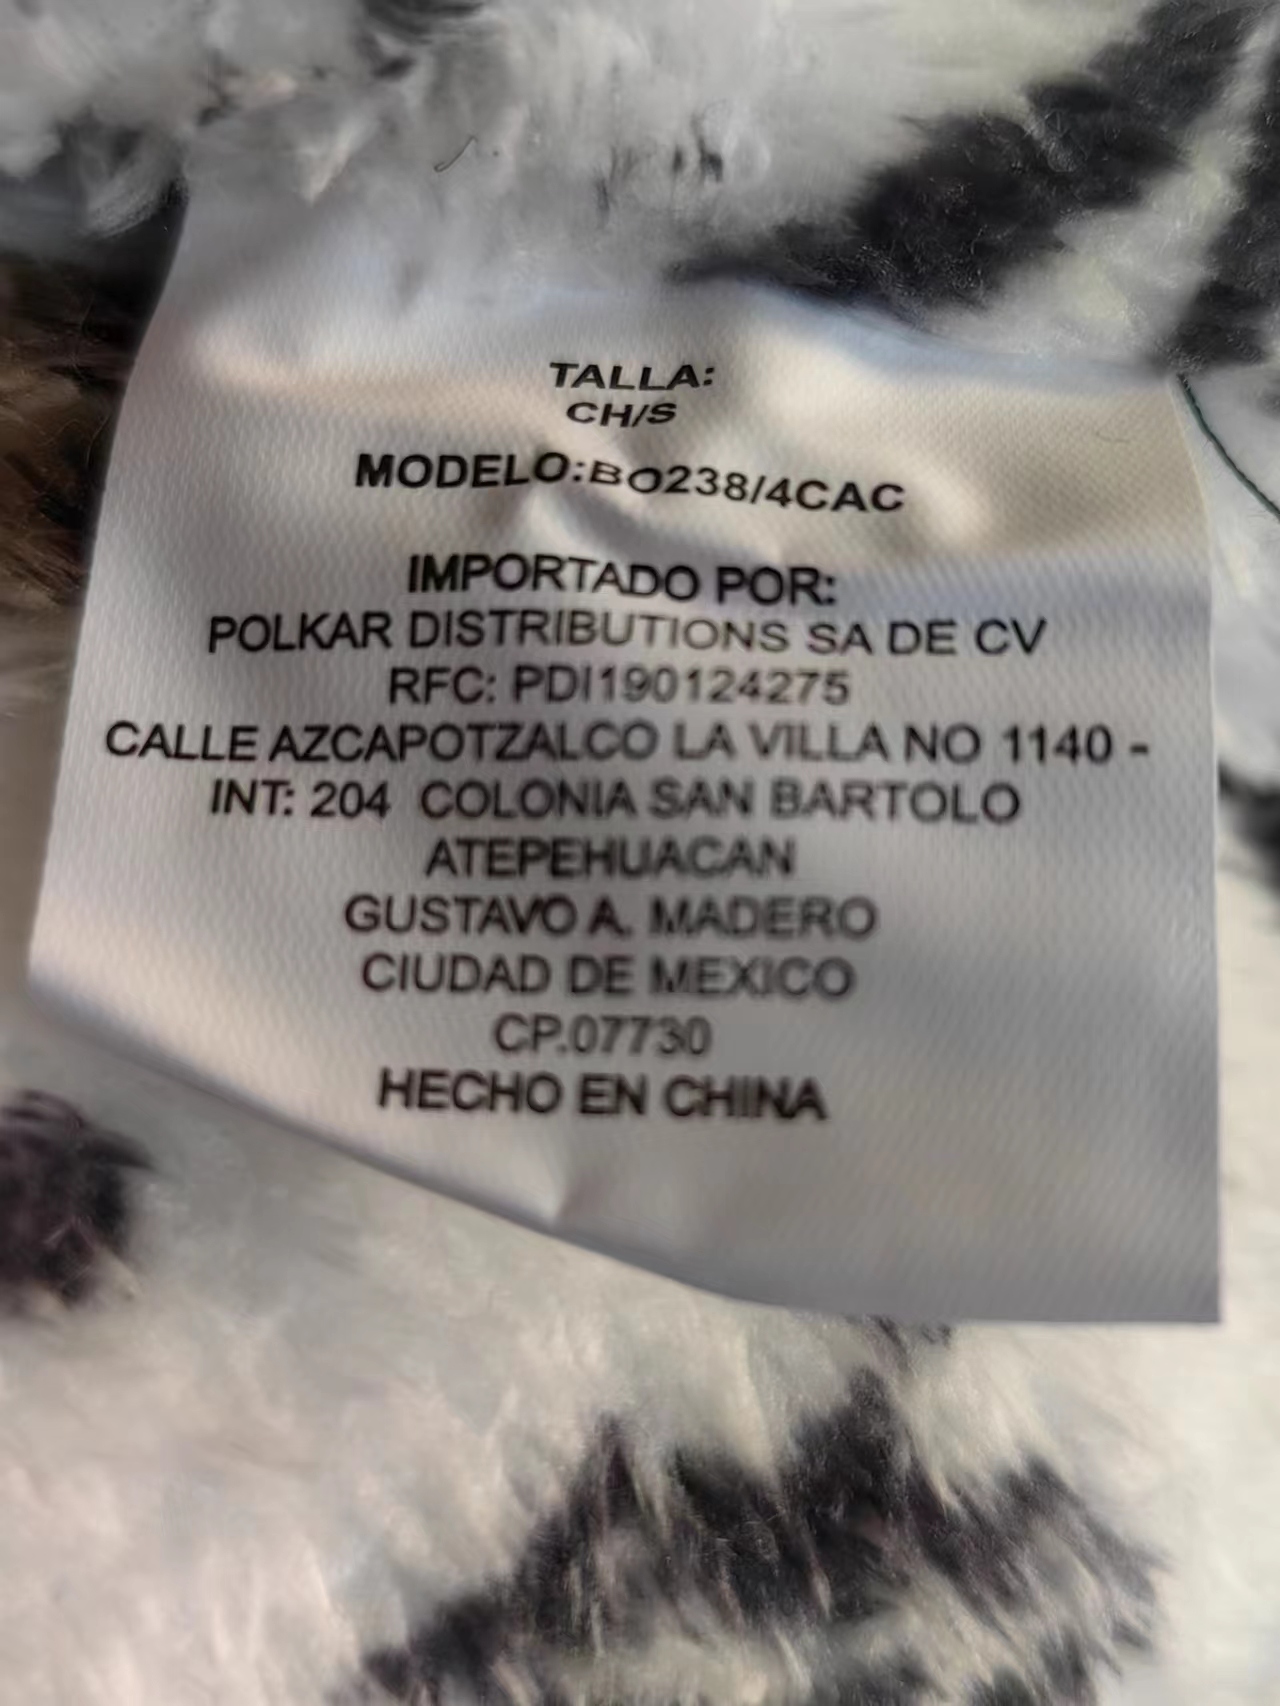 TALLA:
CH/S
MODELO:BO238/4CAC
IMPORTADO POR:
POLKAR DISTRIBUTIONS SA DE CV
RFC: PDI190124275
CALLE AZCAPOTZALCO LA VILLA NO 1140 -
INT: 204 COLONIA SAN BARTOLO
ATEPEHUACAN
GUSTAVO A. MADERO
CIUDAD DE MEXICO
CP.07730
HECHO EN CHINA